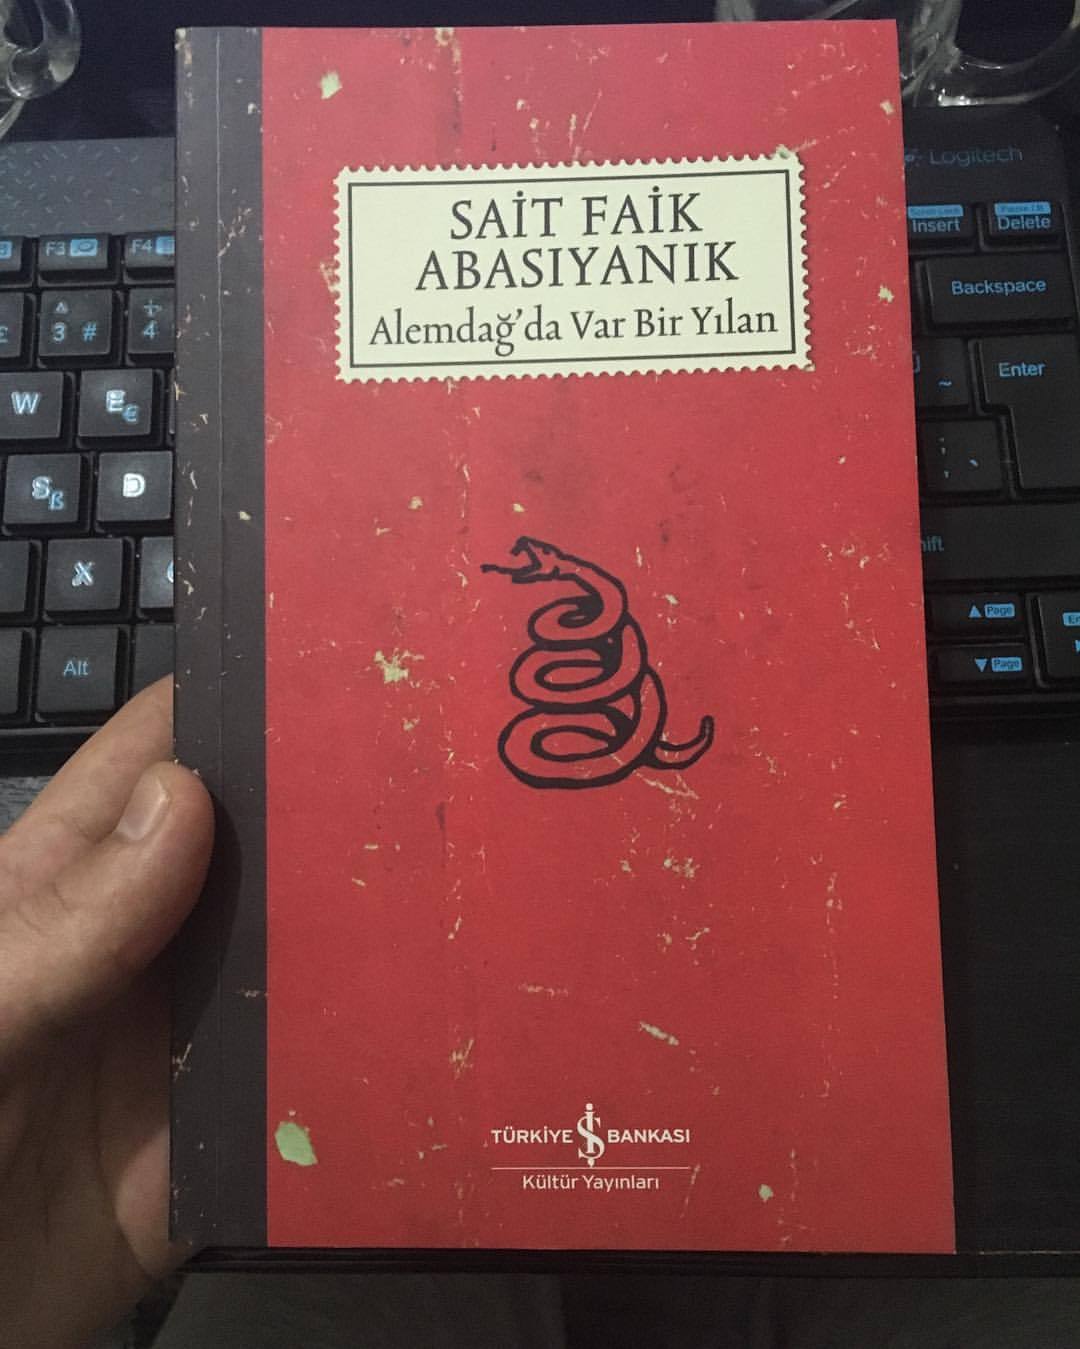 SAİT FAİK
ABASIYANIK
Alemdağ'da Var Bir Yılan
TÜRKİYE İŞ BANKASI
Kültür Yayınları
Logitech
F3
F4
Insert
Delete
3 #
4
Backspace
W
E €
Enter
S ß
D
X
Alt
Page
Page